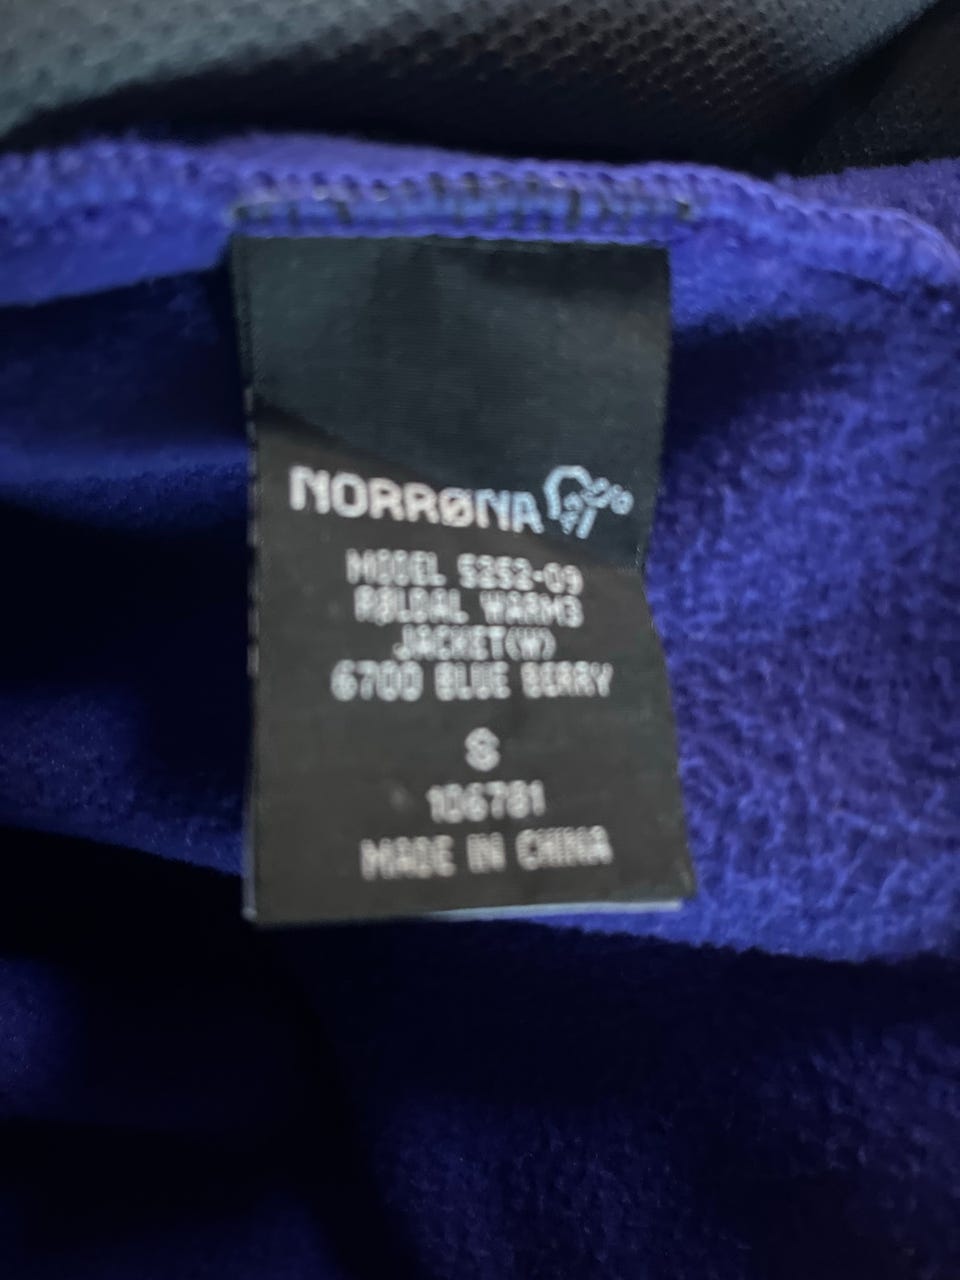 NORRØNA
MODEL 5252-09
RØLDAL WARM3
JACKET(W)
6700 BLUE BERRY
S
106781
MADE IN CHINA